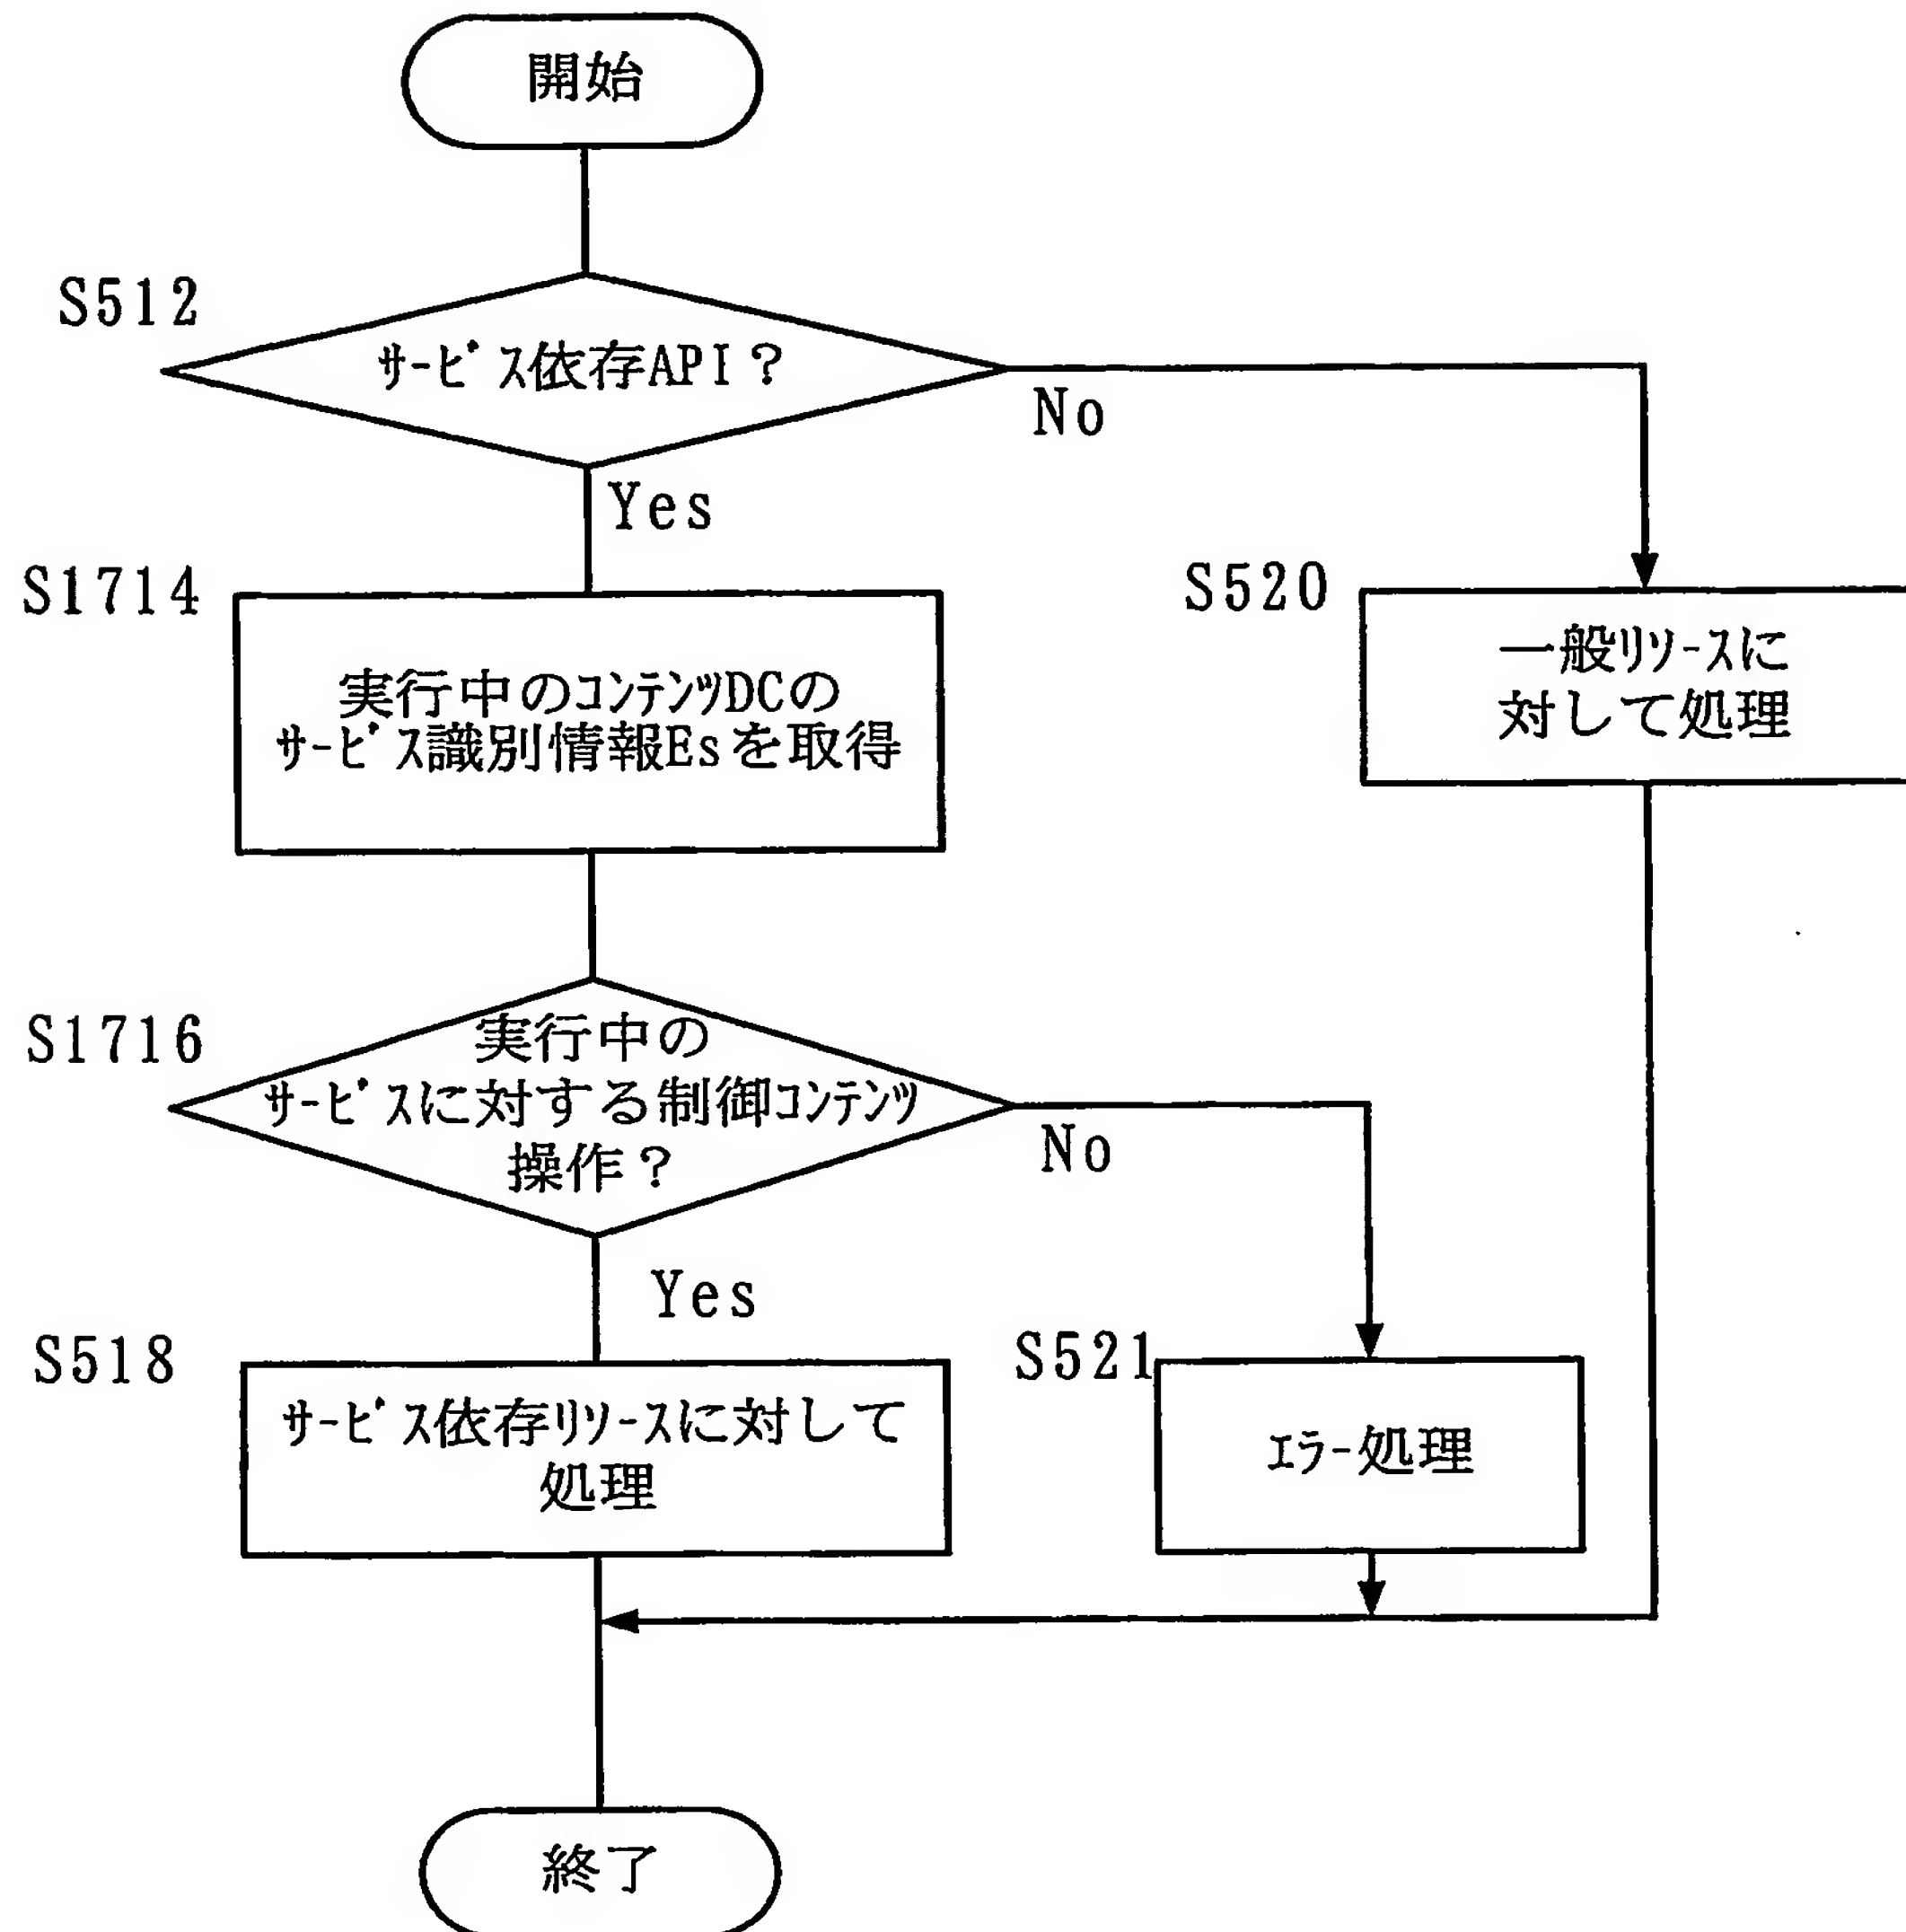 開始
S512
サービス依存API?
No
Yes
S1714
実行中のコンテンツDCの
サービス識別情報Esを取得
S520
一般リソースに
対して処理
S1716
実行中の
サービスに対する制御コンテンツ
操作?
No
Yes
S518
サービス依存リソースに対して
処理
S521
エラー処理
終了